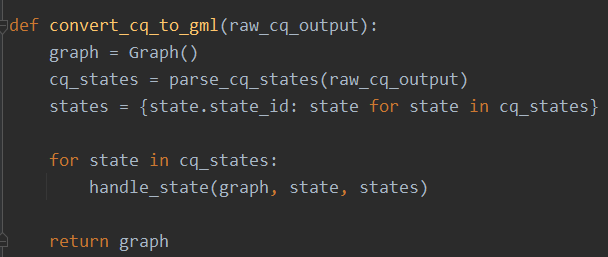 def convert_cq_to_gml(raw_cq_output):
    graph = Graph()
    cq_states = parse_cq_states(raw_cq_output)
    states = {state.state_id: state for state in cq_states}

    for state in cq_states:
        handle_state(graph, state, states)

    return graph